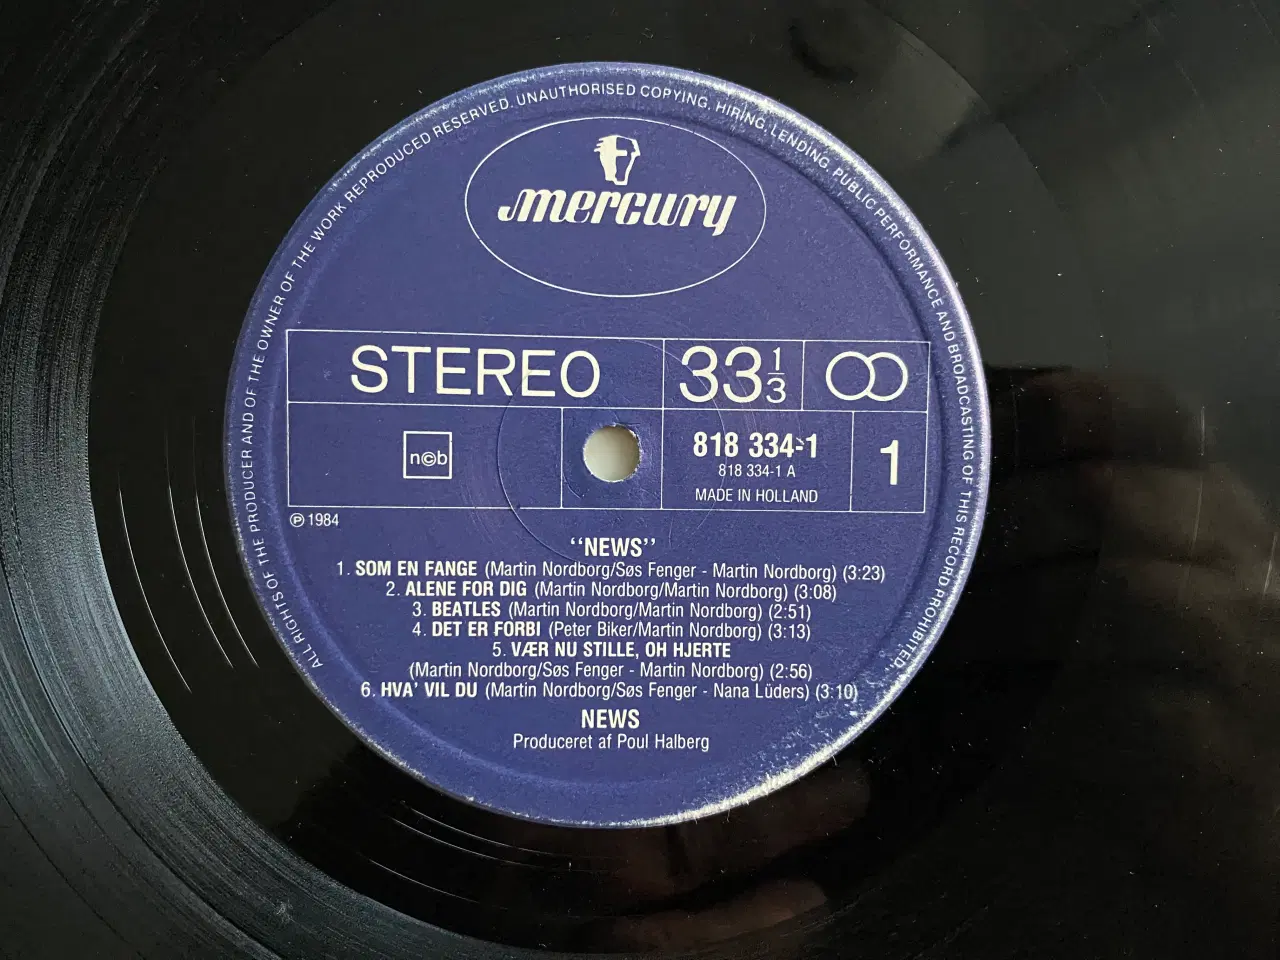 ALL RIGHTS OF THE PRODUCER AND OF THE OWNER OF THE WORK REPRODUCED RESERVED. UNAUTHORISED COPYING, HIRING, LENDING, PUBLIC PERFORMANCE AND BROADCASTING OF THIS RECORD PROHIBITED.
mercury
STEREO 33 1/3
n©b 818 334-1 1
818 334-1 A
MADE IN HOLLAND
℗ 1984
“NEWS”
1. SOM EN FANGE (Martin Nordborg/Søs Fenger - Martin Nordborg) (3:23)
2. ALENE FOR DIG (Martin Nordborg/Martin Nordborg) (3:08)
3. BEATLES (Martin Nordborg/Martin Nordborg) (2:51)
4. DET ER FORBI (Peter Biker/Martin Nordborg) (3:13)
5. VÆR NU STILLE, OH HJERTE
(Martin Nordborg/Søs Fenger - Martin Nordborg) (2:56)
6. HVA' VIL DU (Martin Nordborg/Søs Fenger - Nana Lüders) (3:10)
NEWS
Produceret af Poul Halberg